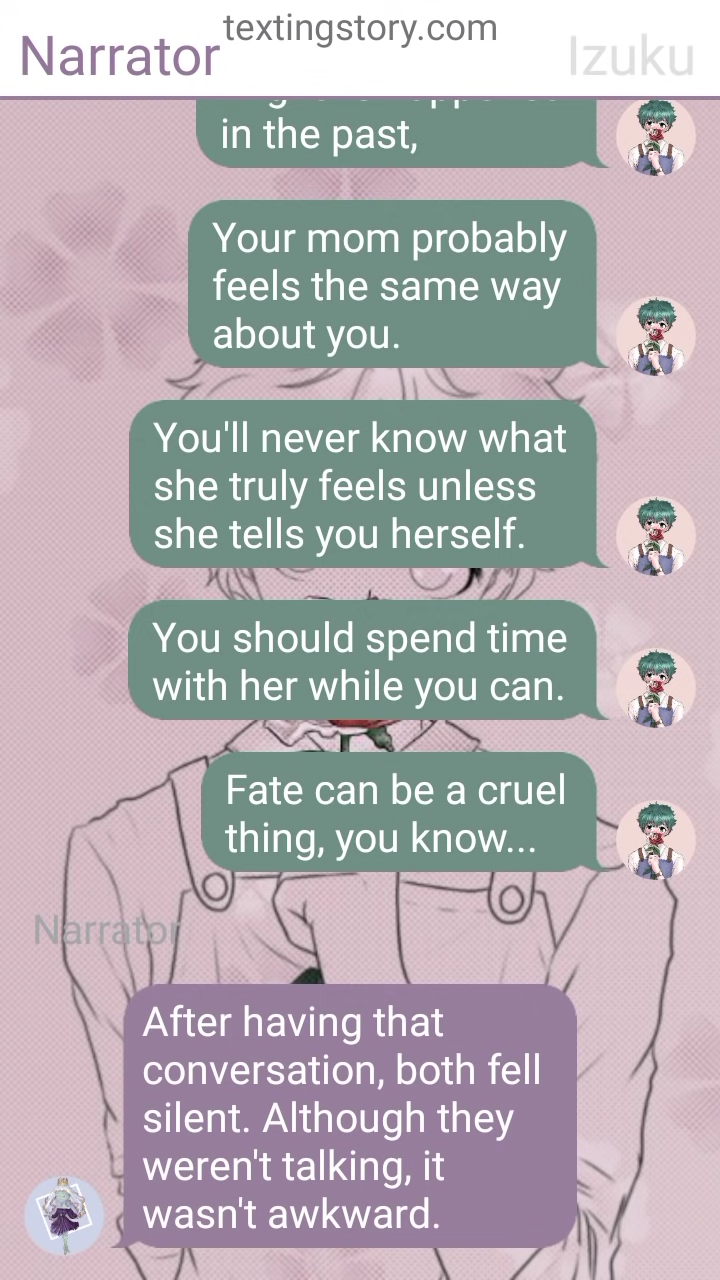 textingstory.com
Narrator
Izuku
in the past,
Your mom probably
feels the same way
about you.
You'll never know what
she truly feels unless
she tells you herself.
You should spend time
with her while you can.
Fate can be a cruel
thing, you know...
Narrator
After having that
conversation, both fell
silent. Although they
weren't talking, it
wasn't awkward.